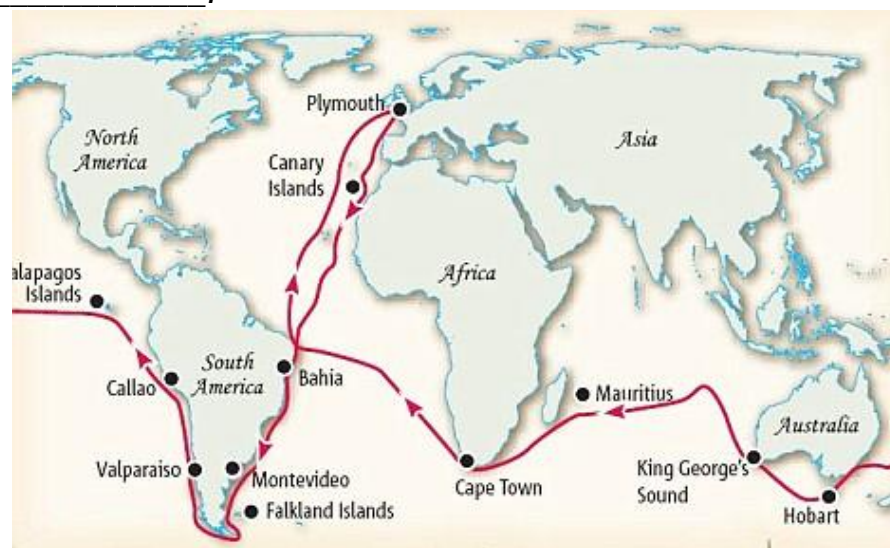 Plymouth
North
America
Asia
Canary
Islands
alapagos
Islands
Africa
South
America
Callao
Bahia
Mauritius
Australia
Valparaiso
Montevideo
Falkland Islands
Cape Town
King George's
Sound
Hobart